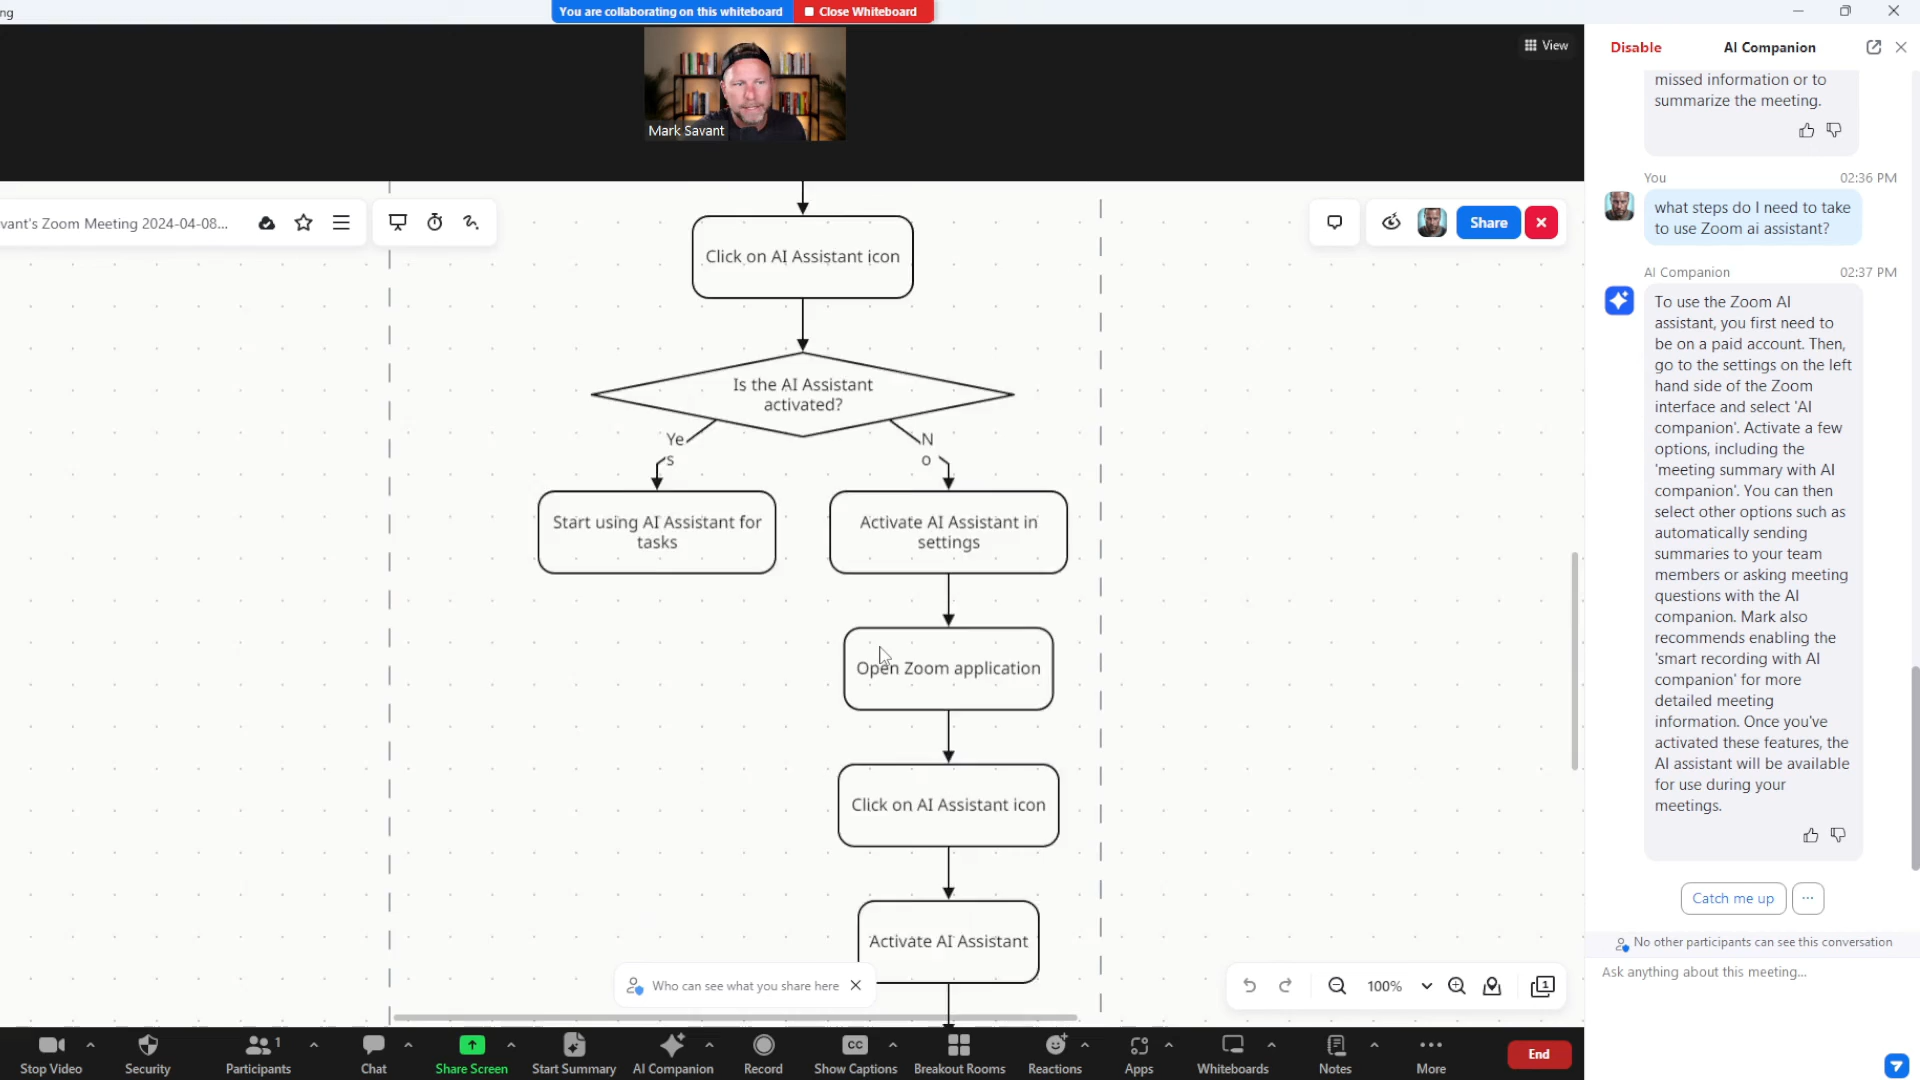 ng
You are collaborating on this whiteboard
Close Whiteboard
View
Mark Savant
vant's Zoom Meeting 2024-04-08...
Share
Click on AI Assistant icon
Is the AI Assistant
activated?
Ye
s
N
o
Start using AI Assistant for
tasks
Activate AI Assistant in
settings
Open Zoom application
Click on AI Assistant icon
Activate AI Assistant
Who can see what you share here
100%
1
Disable
AI Companion
missed information or to
summarize the meeting.
You
02:36 PM
what steps do I need to take
to use Zoom ai assistant?
AI Companion
02:37 PM
To use the Zoom AI
assistant, you first need to
be on a paid account. Then,
go to the settings on the left
hand side of the Zoom
interface and select 'AI
companion'. Activate a few
options, including the
'meeting summary with AI
companion'. You can then
select other options such as
automatically sending
summaries to your team
members or asking meeting
questions with the AI
companion. Mark also
recommends enabling the
'smart recording with AI
companion' for more
detailed meeting
information. Once you've
activated these features, the
AI assistant will be available
for use during your
meetings.
Catch me up
...
No other participants can see this conversation
Ask anything about this meeting...
Stop Video
Security
1
Participants
Chat
Share Screen
Start Summary
AI Companion
Record
CC
Show Captions
Breakout Rooms
Reactions
Apps
Whiteboards
Notes
More
End